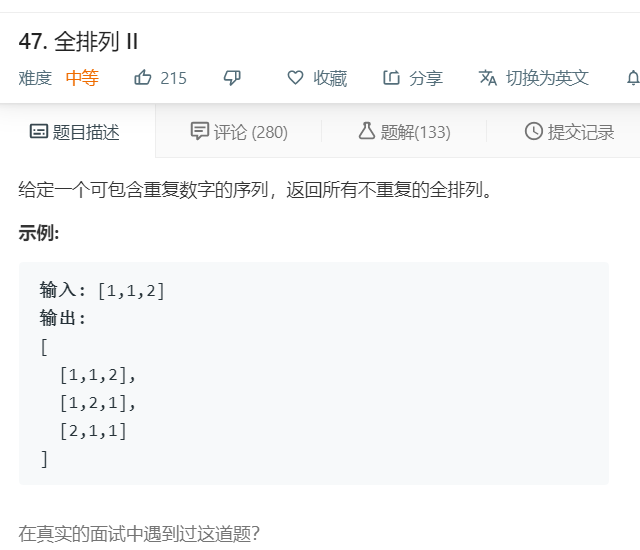 47. 全排列 II
难度 中等 215 收藏 分享 切换为英文
题目描述 评论 (280) 题解(133) 提交记录
给定一个可包含重复数字的序列，返回所有不重复的全排列。
示例:
输入: [1,1,2]
输出:
[
  [1,1,2],
  [1,2,1],
  [2,1,1]
]
在真实的面试中遇到过这道题?